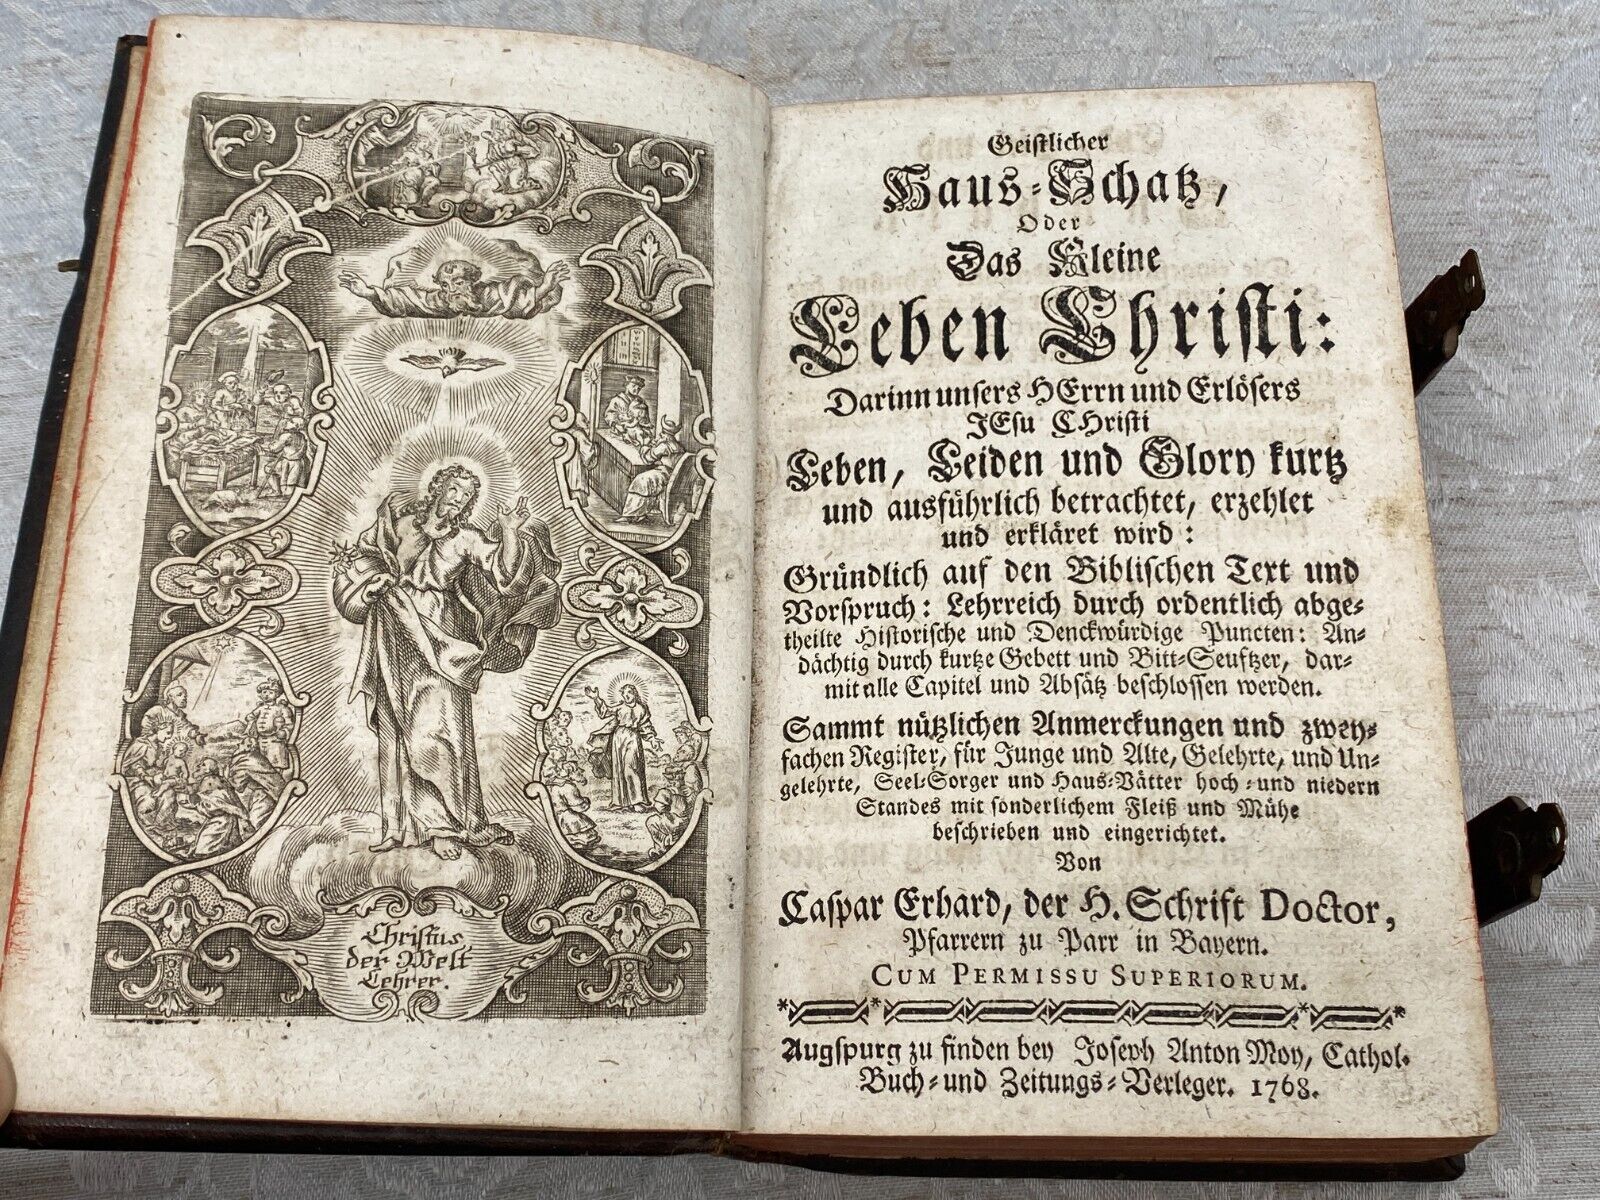 Christus
der Welt
Lehrer.
Geistlicher
Haus-Schatz,
Oder
Das Kleine
Leben Christi:
Darinn unsers HErrn und Erlösers
JEsu CHristi
Leben, Leiden und Glory kurtz
und ausführlich betrachtet, erzehlet
und erkläret wird:
Gründlich auf den Biblischen Text und
Vorspruch: Lehrreich durch ordentlich abge-
theilte Historische und Denckwürdige Puncten: An-
dächtig durch kurtze Gebett und Bitt-Seuftzer, dar-
mit alle Capitel und Absätz beschlossen werden.
Sammt nützlichen Anmerckungen und zwey-
fachen Register, für Junge und Alte, Gelehrte, und Un-
gelehrte, Seel-Sorger und Haus-Vätter hoch- und niedern
Standes mit sonderlichem Fleiß und Mühe
beschrieben und eingerichtet.
Von
Caspar Erhard, der H. Schrift Doctor,
Pfarrern zu Parr in Bayern.
CUM PERMISSU SUPERIORUM.
Augspurg zu finden bey Joseph Anton Moy, Cathol.
Buch- und Zeitungs-Verleger. 1768.